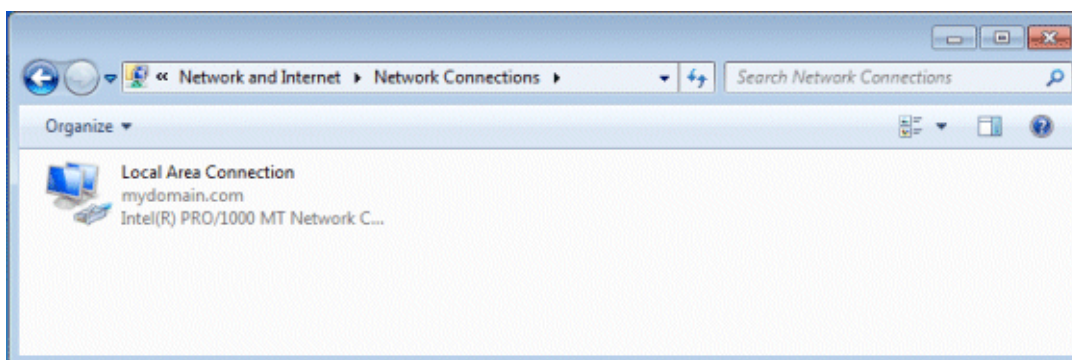 « Network and Internet ▸ Network Connections ▸
Search Network Connections
Organize
Local Area Connection
mydomain.com
Intel(R) PRO/1000 MT Network C...